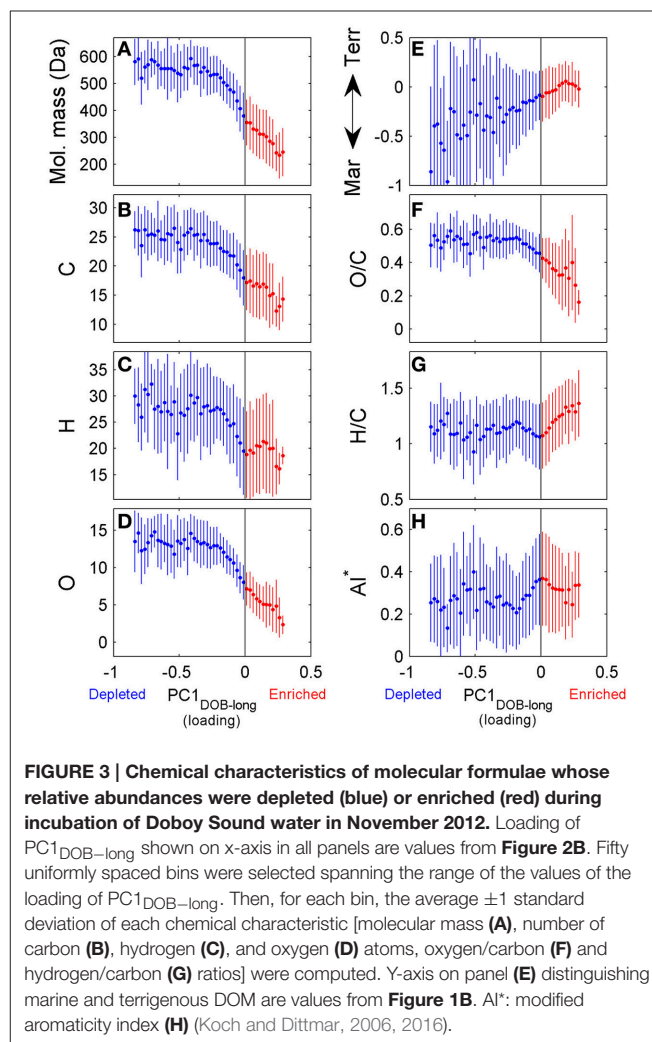 A
Mol. mass (Da)
600
500
400
300
200
B
C
30
25
20
15
10
C
H
35
30
25
20
15
D
O
15
10
5
0
-1 -0.5 0 0.5
Depleted PC1DOB-long Enriched
(loading)
E
Mar Terr
0
-0.5
-1
F
O/C
0.6
0.4
0.2
0
G
H/C
1.5
1
0.5
H
AI*
0.6
0.4
0.2
0
-1 -0.5 0 0.5
Depleted PC1DOB-long Enriched
(loading)
FIGURE 3 | Chemical characteristics of molecular formulae whose
relative abundances were depleted (blue) or enriched (red) during
incubation of Doboy Sound water in November 2012. Loading of
PC1DOB−long shown on x-axis in all panels are values from Figure 2B. Fifty
uniformly spaced bins were selected spanning the range of the values of the
loading of PC1DOB−long. Then, for each bin, the average ±1 standard
deviation of each chemical characteristic [molecular mass (A), number of
carbon (B), hydrogen (C), and oxygen (D) atoms, oxygen/carbon (F) and
hydrogen/carbon (G) ratios] were computed. Y-axis on panel (E) distinguishing
marine and terrigenous DOM are values from Figure 1B. AI*: modified
aromaticity index (H) (Koch and Dittmar, 2006, 2016).